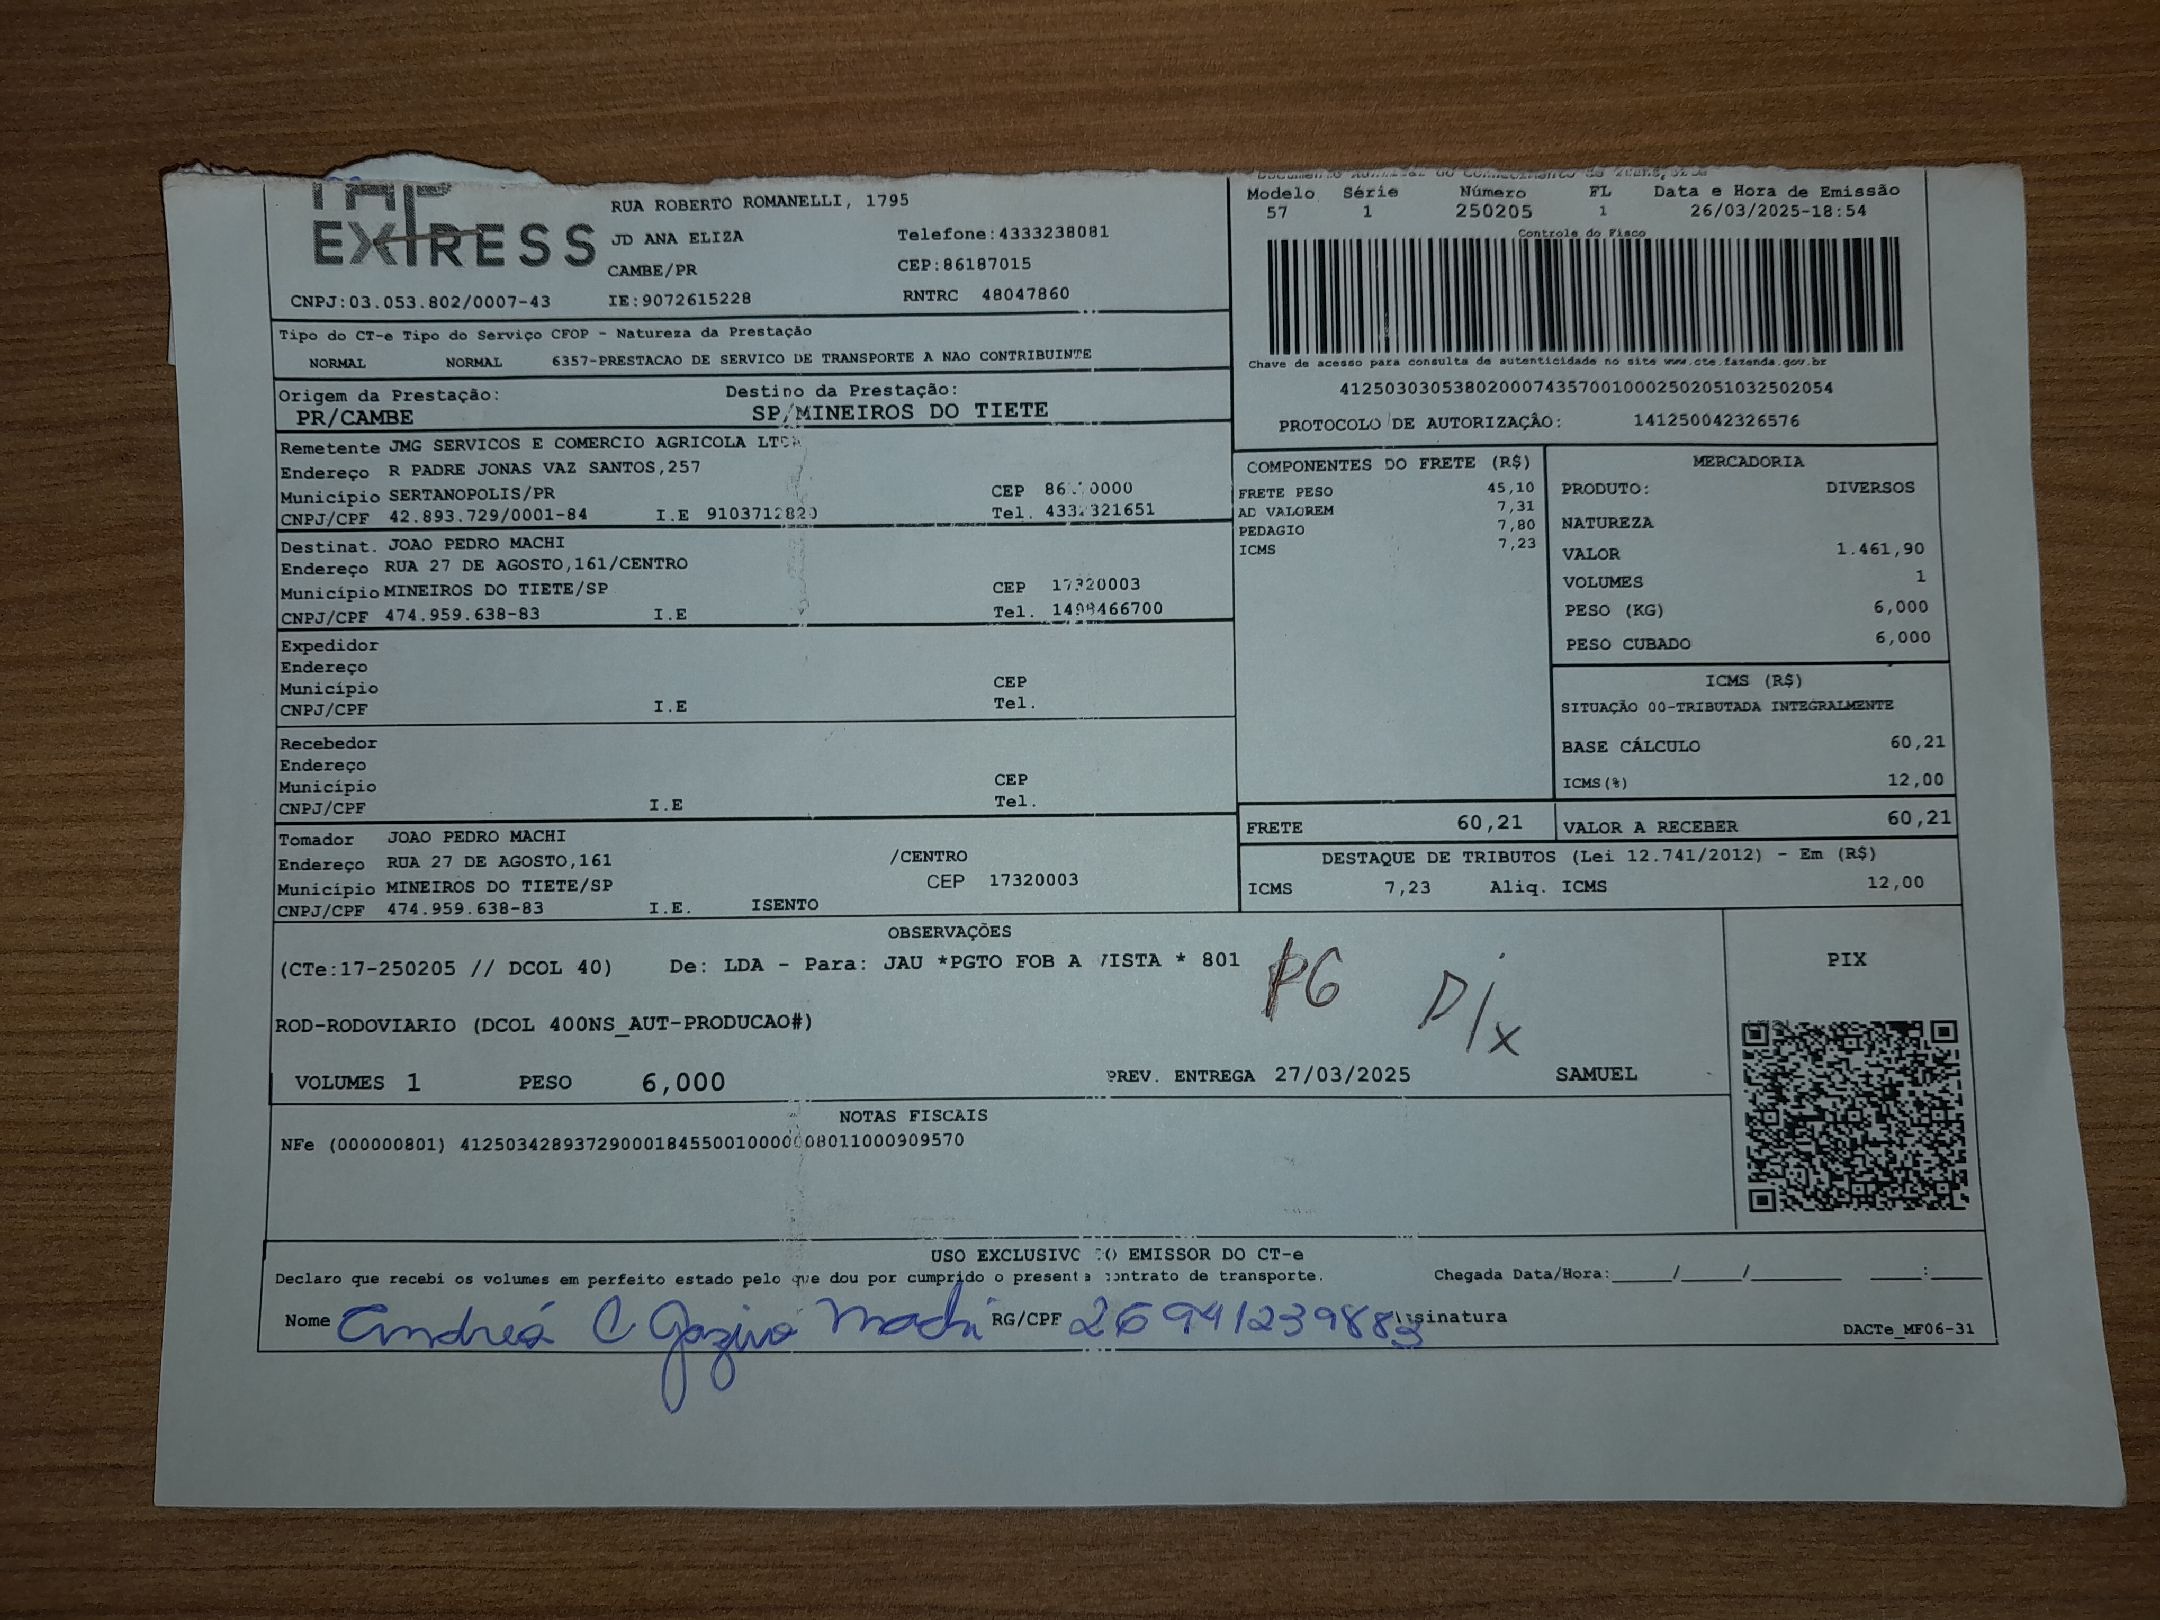 EXPRESS
RUA ROBERTO ROMANELLI, 1795
JD ANA ELIZA Telefone:4333238081
CAMBE/PR CEP:86187015
CNPJ:03.053.802/0007-43 IE:9072615228 RNTRC 48047860
Modelo Série Número FL Data e Hora de Emissão
57 1 250205 1 26/03/2025-18:54
Controle do Fisco
Chave de acesso para consulta de autenticidade no site www.cte.fazenda.gov.br
41250303053802000743570010002502051032502054
PROTOCOLO DE AUTORIZAÇÃO: 141250042326576
Tipo do CT-e Tipo do Serviço CFOP - Natureza da Prestação
NORMAL NORMAL 6357-PRESTACAO DE SERVICO DE TRANSPORTE A NAO CONTRIBUINTE
Origem da Prestação: Destino da Prestação:
PR/CAMBE SP/MINEIROS DO TIETE
Remetente JMG SERVICOS E COMERCIO AGRICOLA LTDA
Endereço R PADRE JONAS VAZ SANTOS,257
Município SERTANOPOLIS/PR CEP
CNPJ/CPF 42.893.729/0001-84 I.E 9103712820 Tel.
Destinat. JOAO PEDRO MACHI
Endereço RUA 27 DE AGOSTO,161/CENTRO
Município MINEIROS DO TIETE/SP CEP 17320003
CNPJ/CPF 474.959.638-83 I.E Tel. 1498466700
Expedidor
Endereço
Município CEP
CNPJ/CPF I.E Tel.
Recebedor
Endereço
Município CEP
CNPJ/CPF I.E Tel.
Tomador JOAO PEDRO MACHI
Endereço RUA 27 DE AGOSTO,161 /CENTRO
Município MINEIROS DO TIETE/SP CEP 17320003
CNPJ/CPF 474.959.638-83 I.E. ISENTO
COMPONENTES DO FRETE (R$)
FRETE PESO 45,10
AD VALOREM 7,31
PEDAGIO 7,80
ICMS 7,23
MERCADORIA
PRODUTO: DIVERSOS
NATUREZA
VALOR 1.461,90
VOLUMES 1
PESO (KG) 6,000
PESO CUBADO 6,000
ICMS (R$)
SITUAÇÃO 00-TRIBUTADA INTEGRALMENTE
BASE CÁLCULO 60,21
ICMS(%) 12,00
FRETE 60,21 VALOR A RECEBER 60,21
DESTAQUE DE TRIBUTOS (Lei 12.741/2012) - Em (R$)
ICMS 7,23 Aliq. ICMS 12,00
OBSERVAÇÕES
(CTe:17-250205 // DCOL 40) De: LDA - Para: JAU *PGTO FOB A VISTA * 801
PG Pix
PIX
ROD-RODOVIARIO (DCOL 400NS_AUT-PRODUCAO#)
VOLUMES 1 PESO 6,000 PREV. ENTREGA 27/03/2025 SAMUEL
NOTAS FISCAIS
NFe (000000801) 41250342893729000184550010000008011000909570
USO EXCLUSIVO DO EMISSOR DO CT-e
Declaro que recebi os volumes em perfeito estado pelo que dou por cumprido o presente contrato de transporte. Chegada Data/Hora:____/____/______ ____:____
Nome Andreá C Machi RG/CPF 26941239883 Assinatura
DACTe_MF06-31